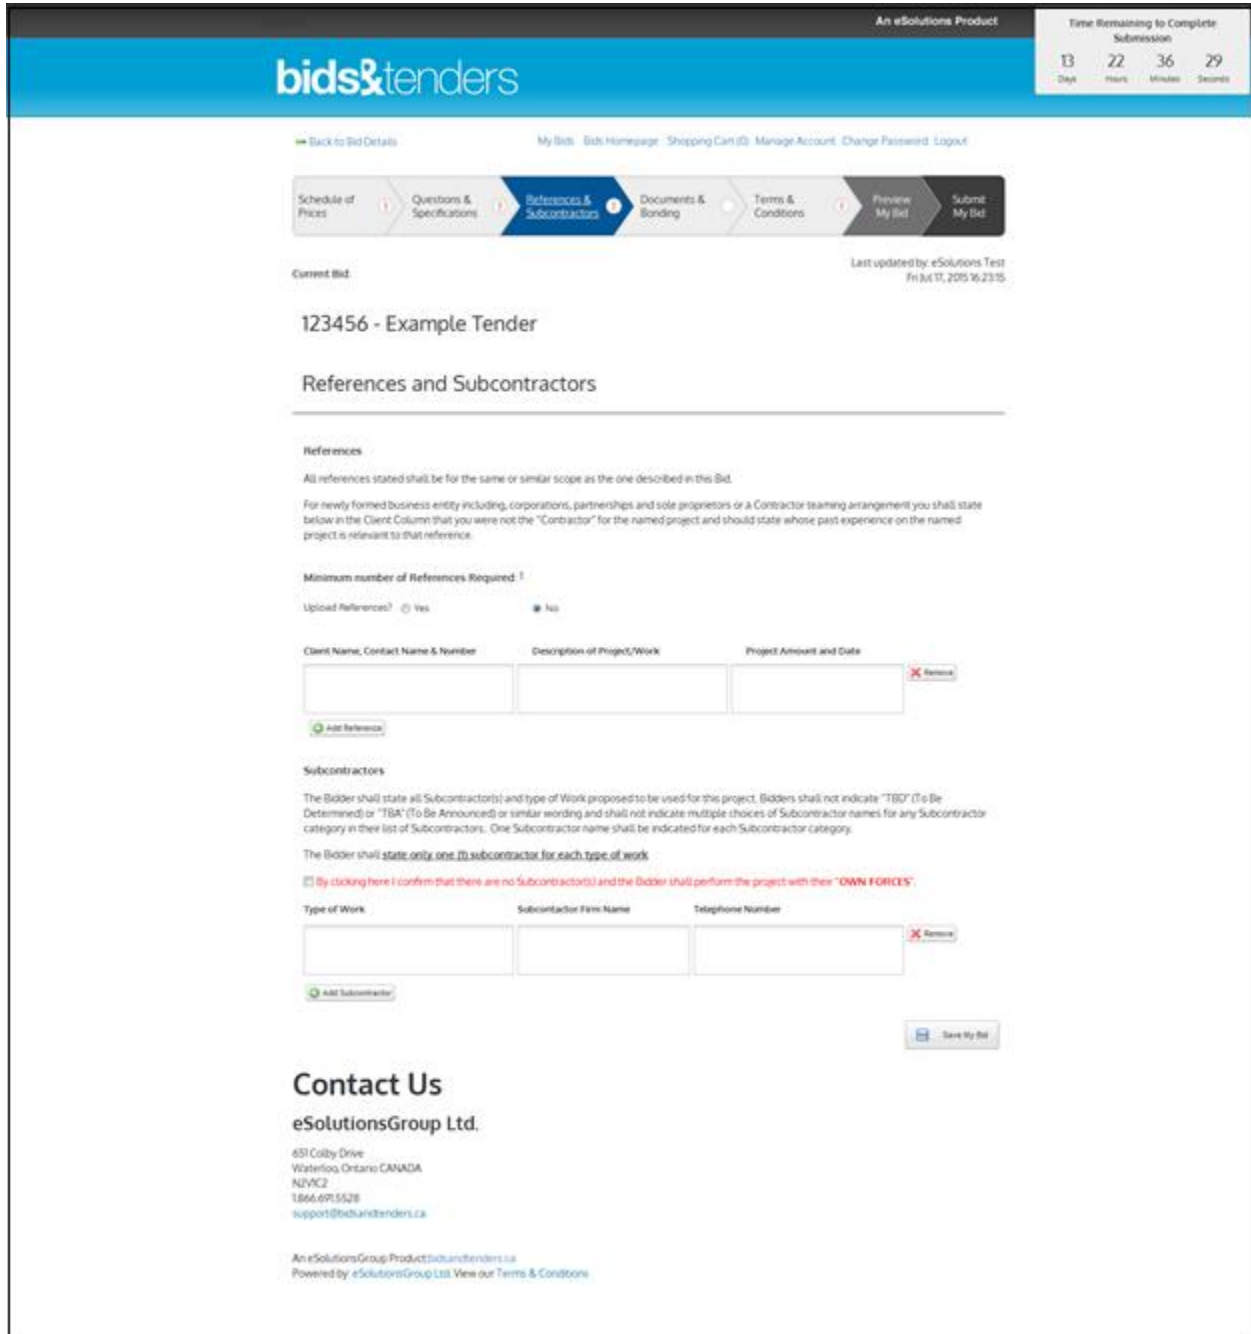 An eSolutions Product
Time Remaining to Complete
Submission
13 22 36 29
Days Hours Minutes Seconds
bids&tenders
Back to Bid Details
My Bids Bids Homepage Shopping Cart (0) Manage Account Change Password Logout
Schedule of
Prices
Questions &
Specifications
References &
Subcontractors
Documents &
Bonding
Terms &
Conditions
Preview
My Bid
Submit
My Bid
Last updated by: eSolutions Test
Fri Jul 17, 2015 16:23:15
Current Bid:
123456 - Example Tender
References and Subcontractors
References
All references stated shall be for the same or similar scope as the one described in this Bid.
For newly formed business entity including, corporations, partnerships and sole proprietors or a Contractor teaming arrangement you shall state
below in the Client Column that you were not the "Contractor" for the named project and should state whose past experience on the named
project is relevant to that reference.
Minimum number of References Required: 1
Upload References? Yes No
Client Name, Contact Name & Number Description of Project/Work Project Amount and Date
Remove
Add Reference
Subcontractors
The Bidder shall state all Subcontractor(s) and type of Work proposed to be used for this project. Bidders shall not indicate "TBD" (To Be
Determined) or "TBA" (To Be Announced) or similar wording and shall not indicate multiple choices of Subcontractor names for any Subcontractor
category in their list of Subcontractors. One Subcontractor name shall be indicated for each Subcontractor category.
The Bidder shall state only one (1) subcontractor for each type of work
By clicking here I confirm that there are no Subcontractor(s) and the Bidder shall perform the project with their "OWN FORCES".
Type of Work Subcontactor Firm Name Telephone Number
Remove
Add Subcontractor
Save My Bid
Contact Us
eSolutionsGroup Ltd.
651 Colby Drive
Waterloo, Ontario CANADA
N2V1C2
1.866.691.5528
support@bidsandtenders.ca
An eSolutionsGroup Product bidsandtenders.ca
Powered by: eSolutionsGroup Ltd. View our Terms & Conditions